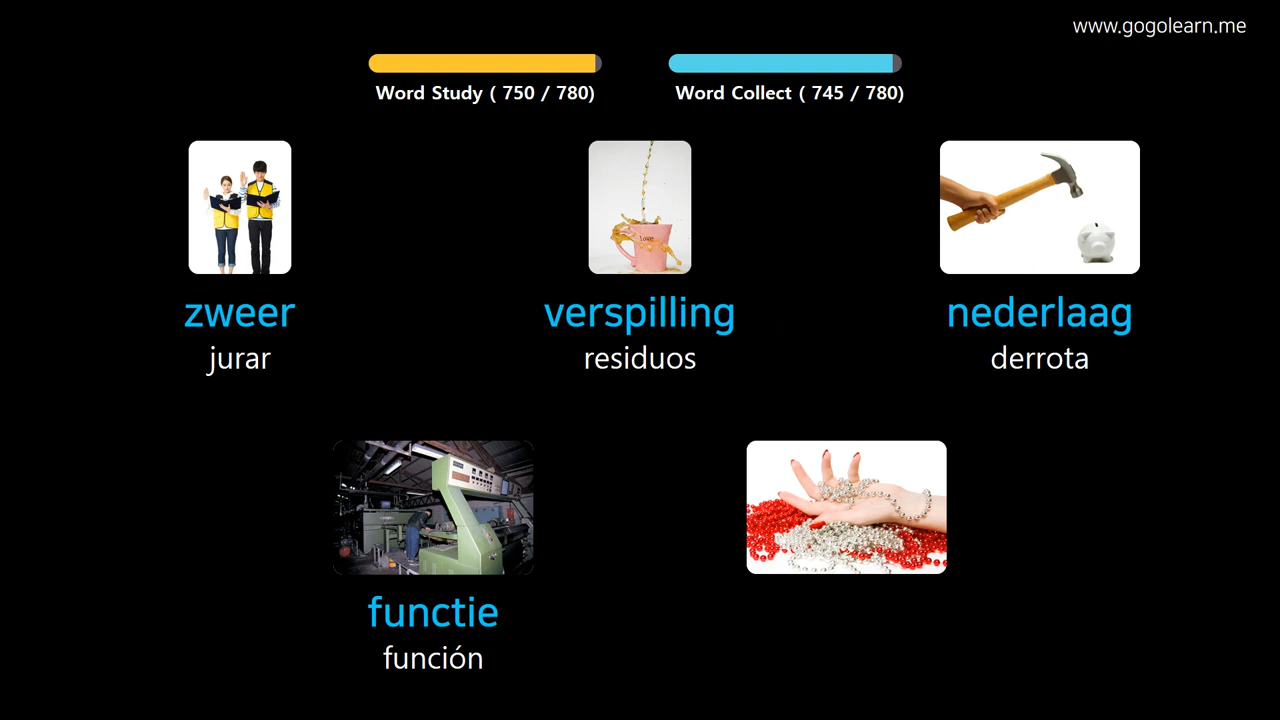 www.gogolearn.me
Word Study ( 750 / 780)
Word Collect ( 745 / 780)
love
zweer
verspilling
nederlaag
jurar
residuos
derrota
functie
función